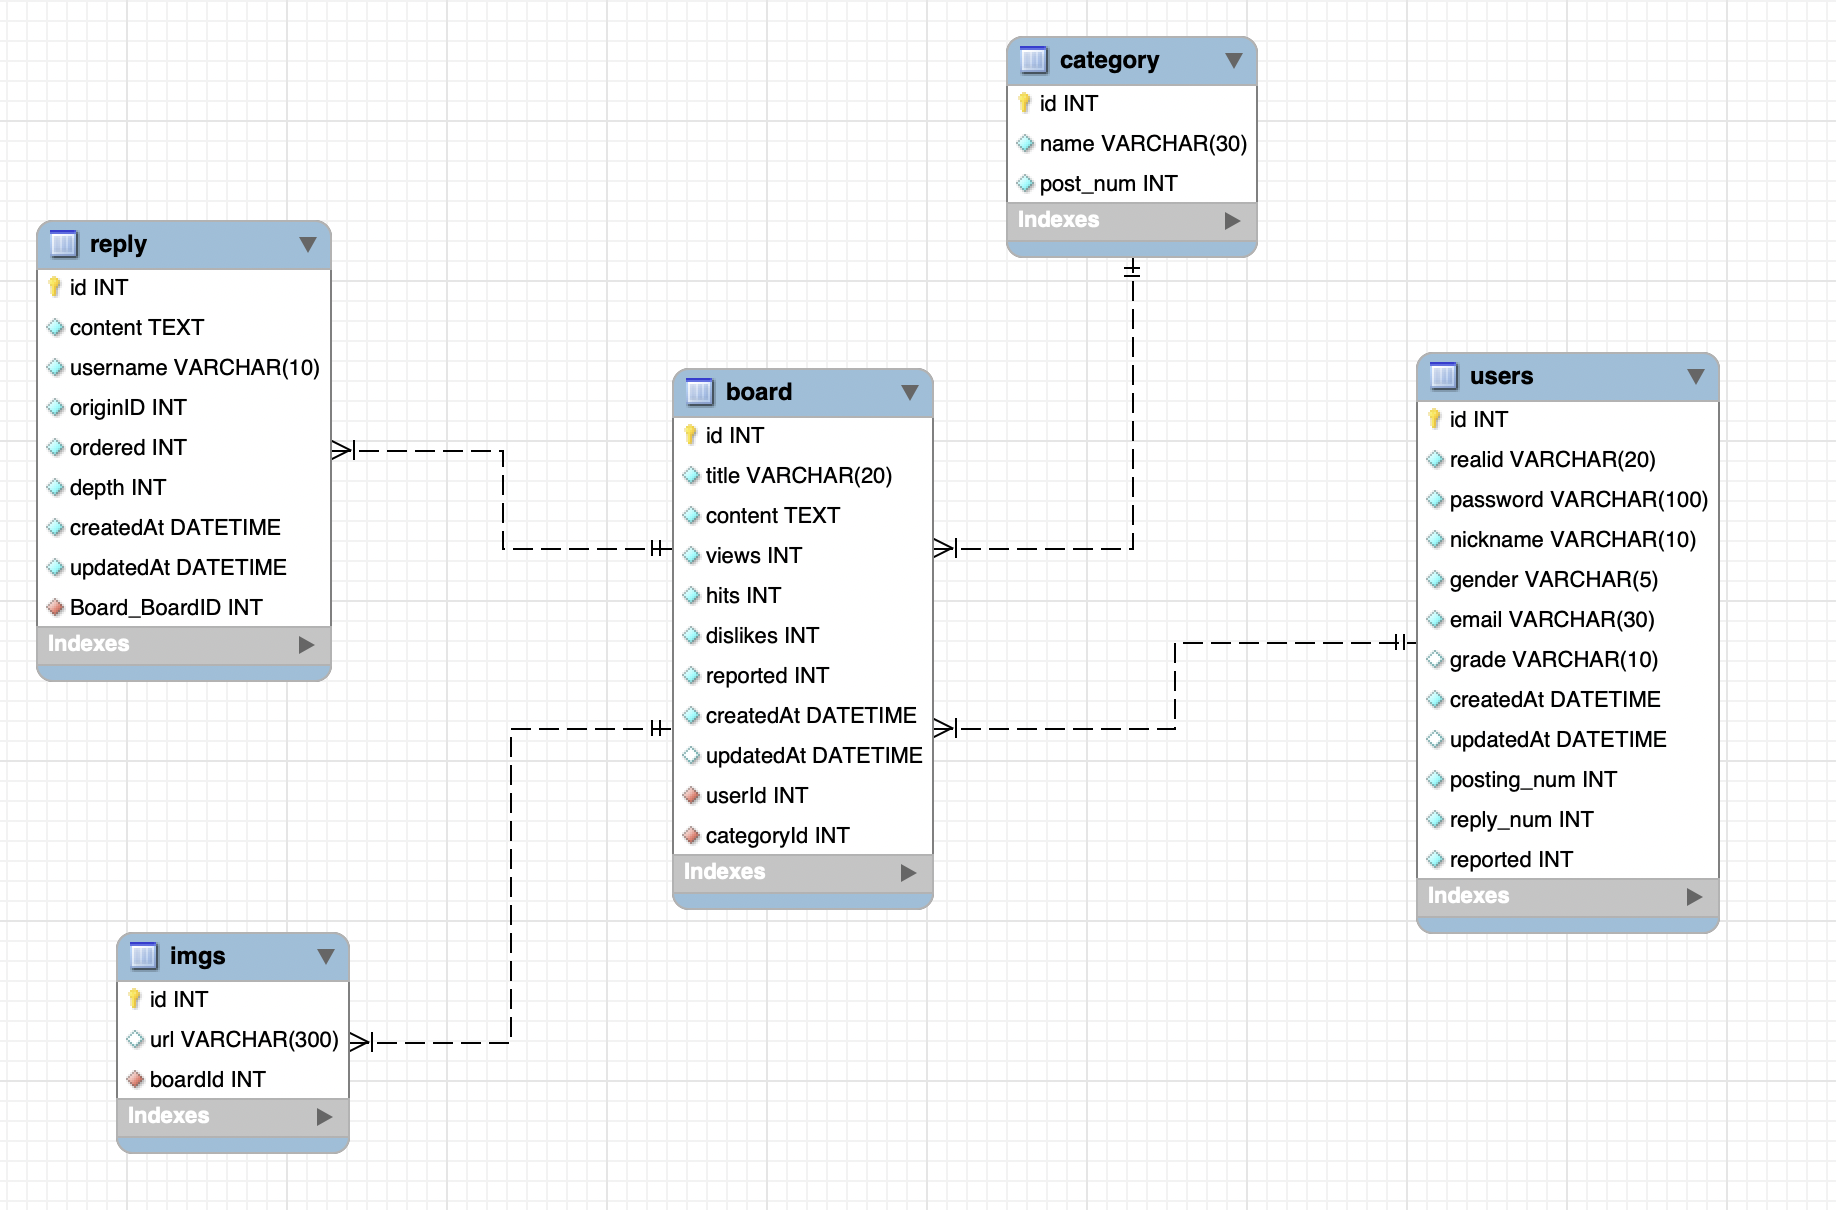 category
id INT
name VARCHAR(30)
post_num INT
Indexes
reply
id INT
content TEXT
username VARCHAR(10)
originID INT
ordered INT
depth INT
createdAt DATETIME
updatedAt DATETIME
Board_BoardID INT
Indexes
board
id INT
title VARCHAR(20)
content TEXT
views INT
hits INT
dislikes INT
reported INT
createdAt DATETIME
updatedAt DATETIME
userId INT
categoryId INT
Indexes
users
id INT
realid VARCHAR(20)
password VARCHAR(100)
nickname VARCHAR(10)
gender VARCHAR(5)
email VARCHAR(30)
grade VARCHAR(10)
createdAt DATETIME
updatedAt DATETIME
posting_num INT
reply_num INT
reported INT
Indexes
imgs
id INT
url VARCHAR(300)
boardId INT
Indexes